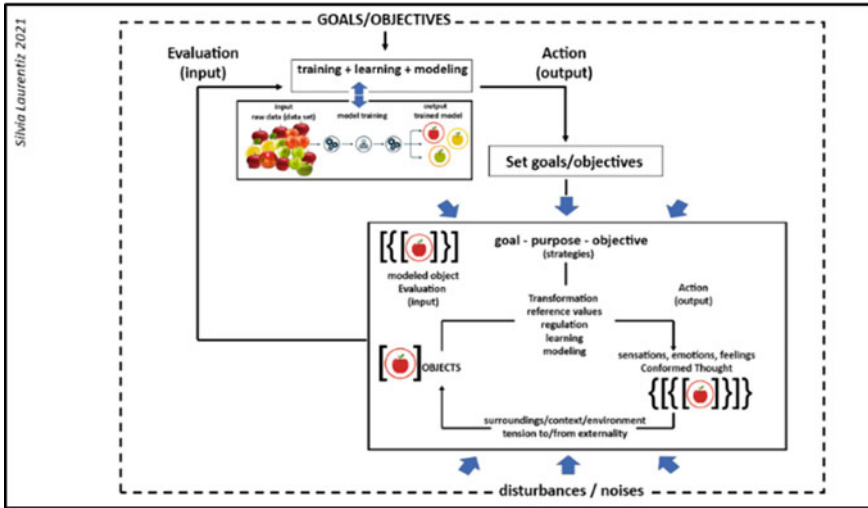 Silvia Laurentiz 2021
GOALS/OBJECTIVES
Evaluation
(input)
training + learning + modeling
Action
(output)
input
raw data (data set)
model training
output
trained model
Set goals/objectives
[{[ ]}]
modeled object
Evaluation
(input)
goal - purpose - objective
(strategies)
Transformation
reference values
regulation
learning
modeling
Action
(output)
[ ] OBJECTS
sensations, emotions, feelings
Conformed Thought
{[{[ ]}]}
surroundings/context/environment
tension to/from externality
disturbances / noises